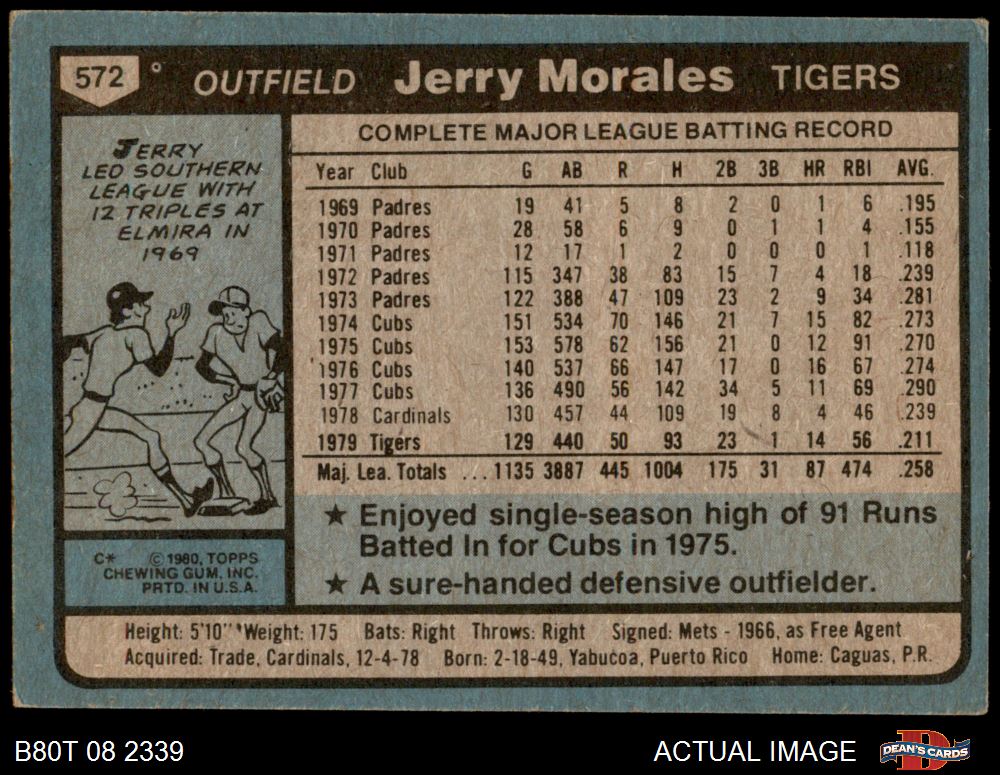 572 OUTFIELD Jerry Morales TIGERS
JERRY
LED SOUTHERN
LEAGUE WITH
12 TRIPLES AT
ELMIRA IN
1969
COMPLETE MAJOR LEAGUE BATTING RECORD
Year Club G AB R H 2B 3B HR RBI AVG.
1969 Padres 19 41 5 8 2 0 1 6 .195
1970 Padres 28 58 6 9 0 1 1 4 .155
1971 Padres 12 17 1 2 0 0 0 1 .118
1972 Padres 115 347 38 83 15 7 4 18 .239
1973 Padres 122 388 47 109 23 2 9 34 .281
1974 Cubs 151 534 70 146 21 7 15 82 .273
1975 Cubs 153 578 62 156 21 0 12 91 .270
1976 Cubs 140 537 66 147 17 0 16 67 .274
1977 Cubs 136 490 56 142 34 5 11 69 .290
1978 Cardinals 130 457 44 109 19 8 4 46 .239
1979 Tigers 129 440 50 93 23 1 14 56 .211
Maj. Lea. Totals ... 1135 3887 445 1004 175 31 87 474 .258
★ Enjoyed single-season high of 91 Runs
Batted In for Cubs in 1975.
★ A sure-handed defensive outfielder.
C* © 1980, TOPPS
CHEWING GUM, INC.
PRTD. IN U.S.A.
Height: 5'10" Weight: 175 Bats: Right Throws: Right Signed: Mets - 1966, as Free Agent
Acquired: Trade, Cardinals, 12-4-78 Born: 2-18-49, Yabucoa, Puerto Rico Home: Caguas, P.R.
B80T 08 2339 ACTUAL IMAGE DEAN'S CARDS